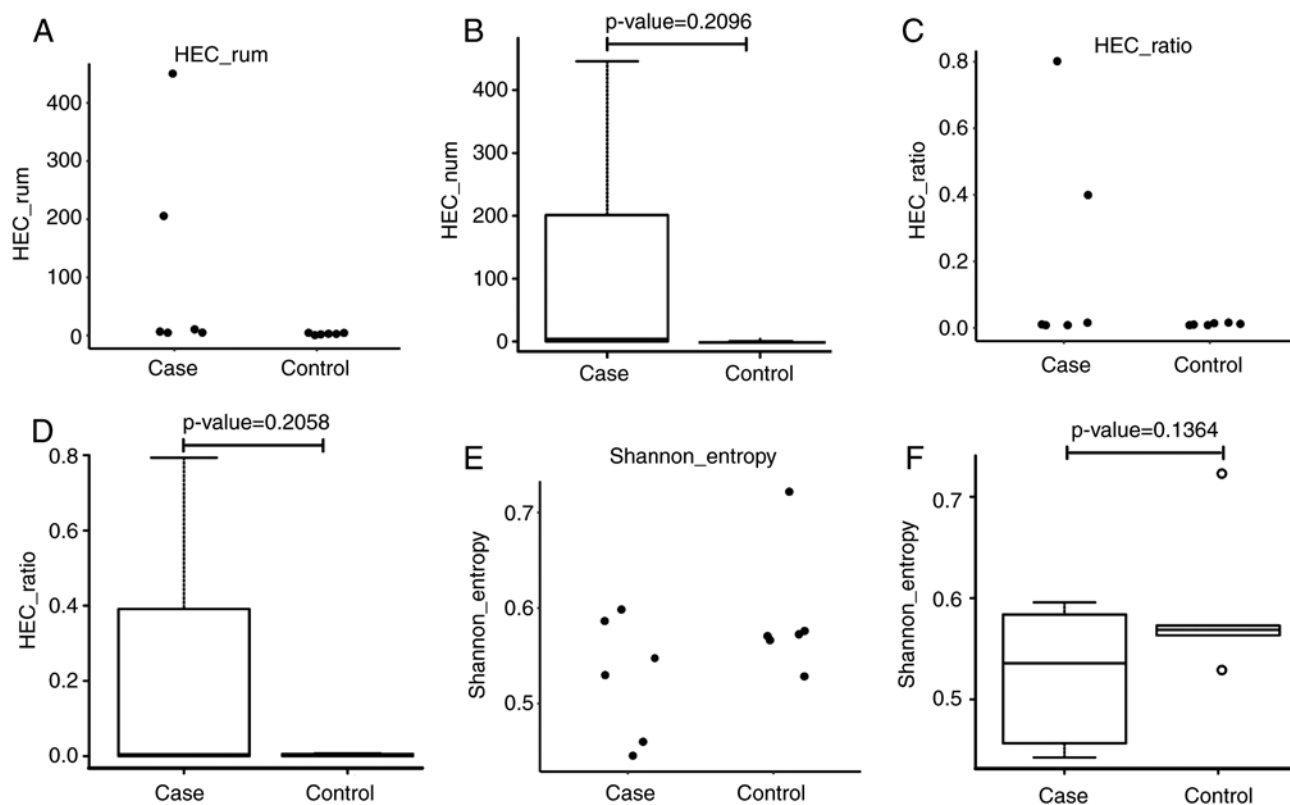 A
HEC_rum
HEC_rum
400
300
200
100
0
Case
Control
B
p-value=0.2096
HEC_num
400
300
200
100
0
Case
Control
C
HEC_ratio
HEC_ratio
0.8
0.6
0.4
0.2
0.0
Case
Control
D
p-value=0.2058
HEC_ratio
0.8
0.6
0.4
0.2
0.0
Case
Control
E
Shannon_entropy
Shannon_entropy
0.7
0.6
0.5
Case
Control
F
p-value=0.1364
Shannon_entropy
0.7
0.6
0.5
Case
Control